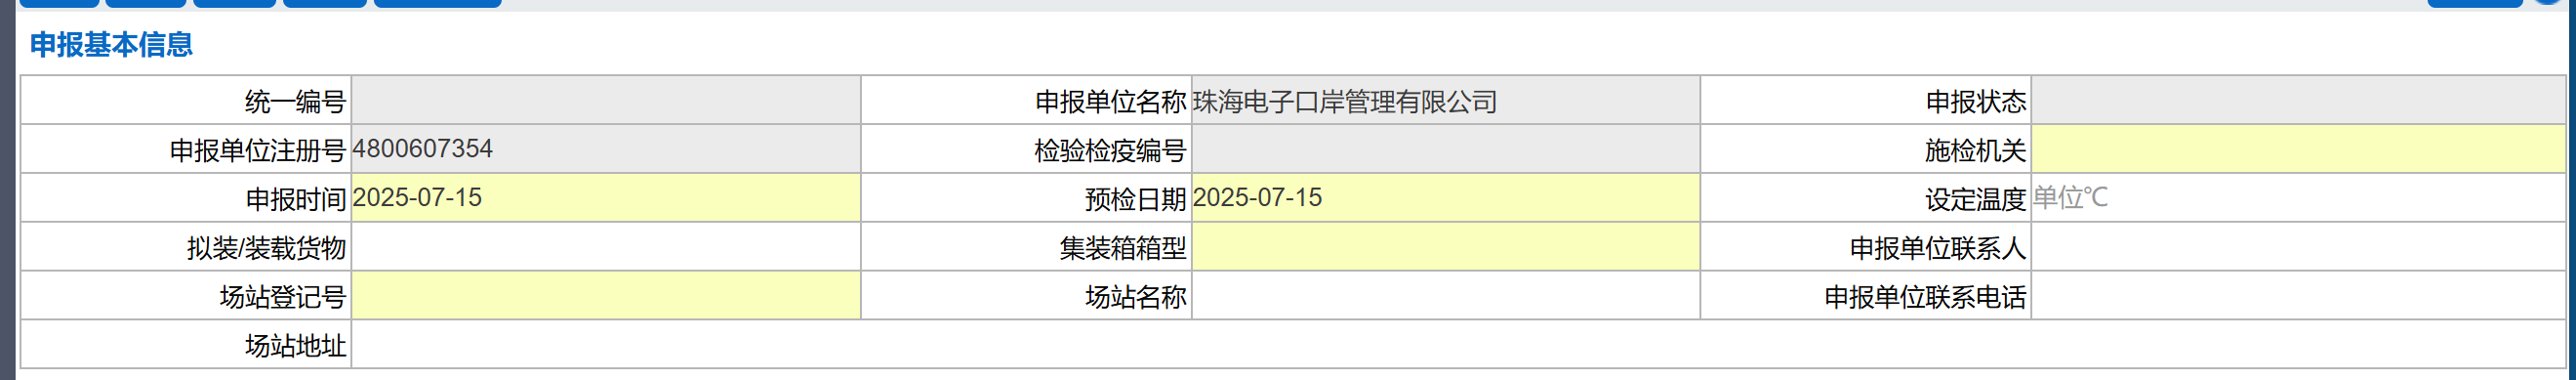 申报基本信息
统一编号 申报单位名称 珠海电子口岸管理有限公司 申报状态
申报单位注册号 4800607354 检验检疫编号 施检机关
申报时间 2025-07-15 预检日期 2025-07-15 设定温度 单位℃
拟装/装载货物 集装箱箱型 申报单位联系人
场站登记号 场站名称 申报单位联系电话
场站地址